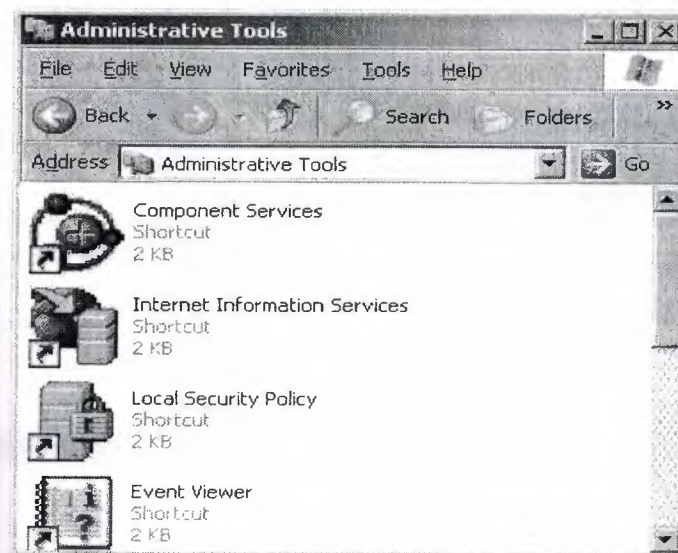 Administrative Tools
File Edit View Favorites Tools Help
Back Search Folders »
Address Administrative Tools Go
Component Services
Shortcut
2 KB
Internet Information Services
Shortcut
2 KB
Local Security Policy
Shortcut
2 KB
Event Viewer
Shortcut
2 KB